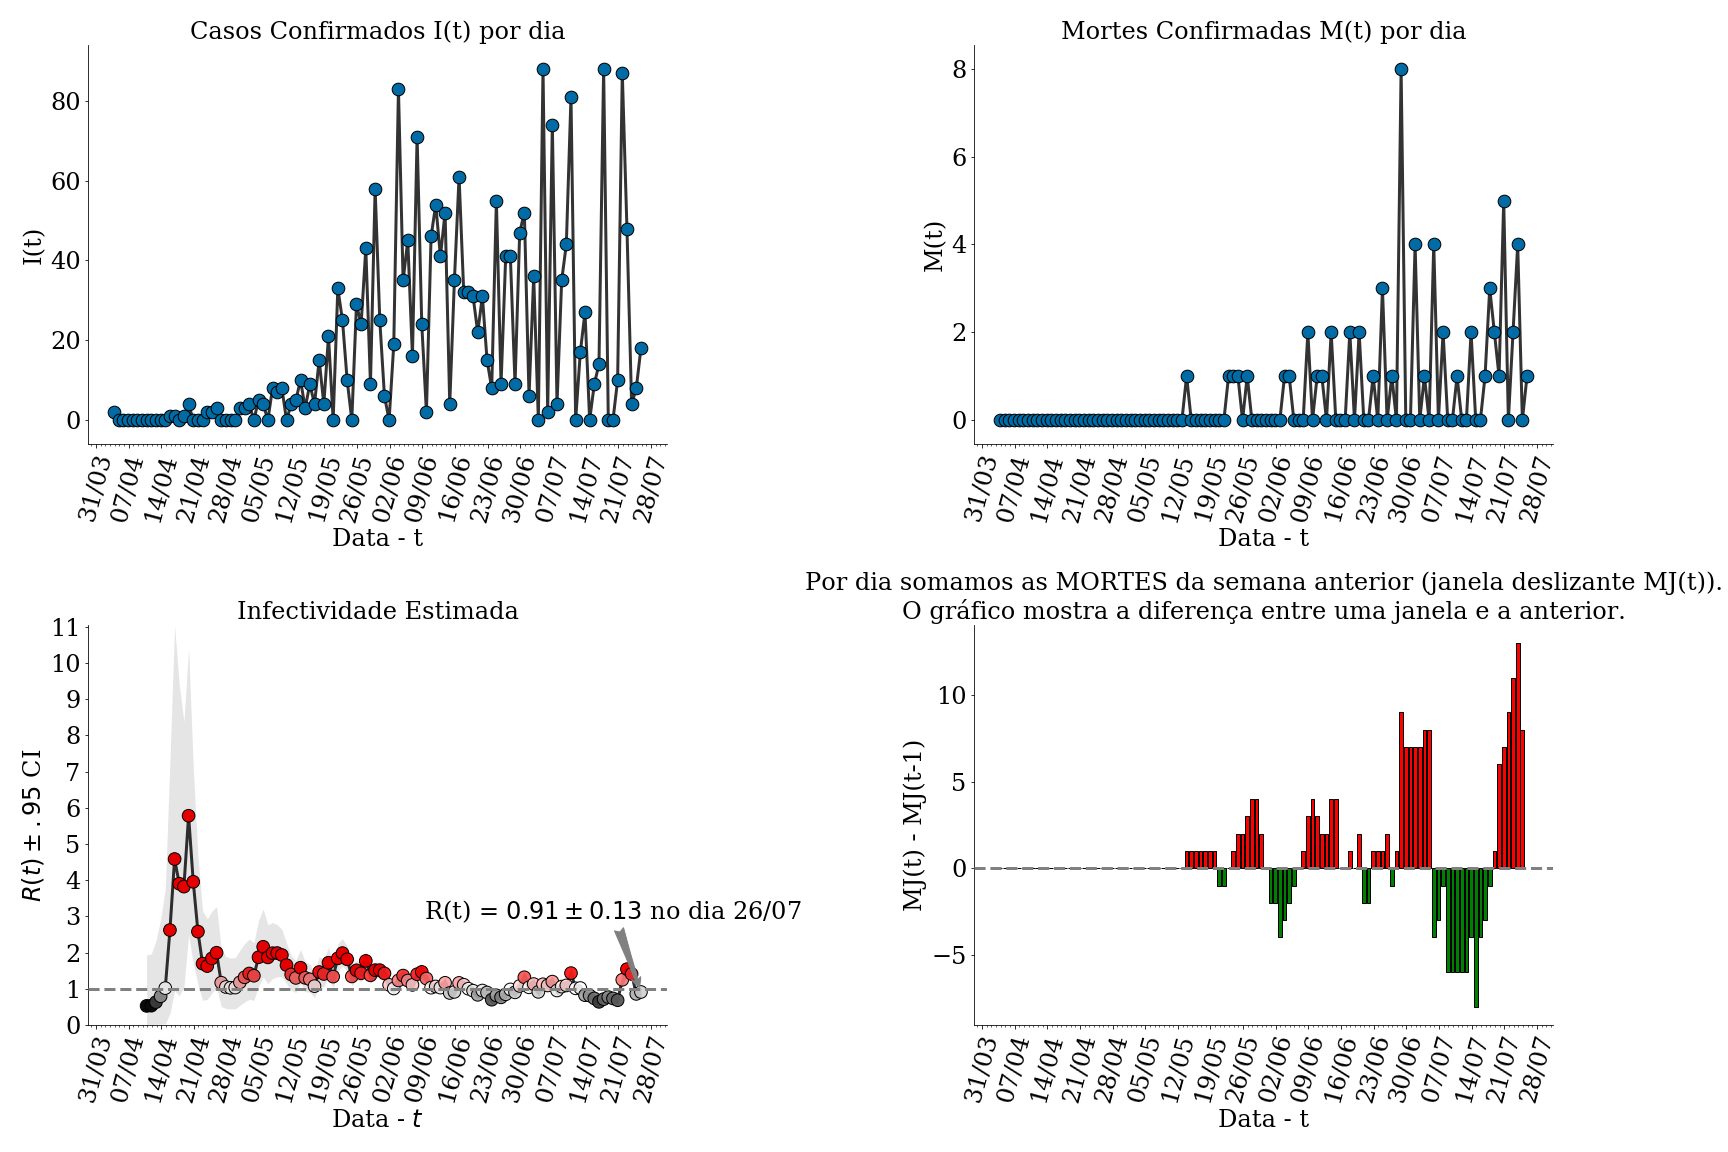 Casos Confirmados I(t) por dia
I(t)
80
60
40
20
0
31/03 07/04 14/04 21/04 28/04 05/05 12/05 19/05 26/05 02/06 09/06 16/06 23/06 30/06 07/07 14/07 21/07 28/07
Data - t
Mortes Confirmadas M(t) por dia
M(t)
8
6
4
2
0
31/03 07/04 14/04 21/04 28/04 05/05 12/05 19/05 26/05 02/06 09/06 16/06 23/06 30/06 07/07 14/07 21/07 28/07
Data - t
Infectividade Estimada
R(t) ± .95 CI
11
10
9
8
7
6
5
4
3
2
1
0
R(t) = 0.91 ± 0.13 no dia 26/07
31/03 07/04 14/04 21/04 28/04 05/05 12/05 19/05 26/05 02/06 09/06 16/06 23/06 30/06 07/07 14/07 21/07 28/07
Data - t
Por dia somamos as MORTES da semana anterior (janela deslizante MJ(t)).
O gráfico mostra a diferença entre uma janela e a anterior.
MJ(t) - MJ(t-1)
10
5
0
−5
31/03 07/04 14/04 21/04 28/04 05/05 12/05 19/05 26/05 02/06 09/06 16/06 23/06 30/06 07/07 14/07 21/07 28/07
Data - t